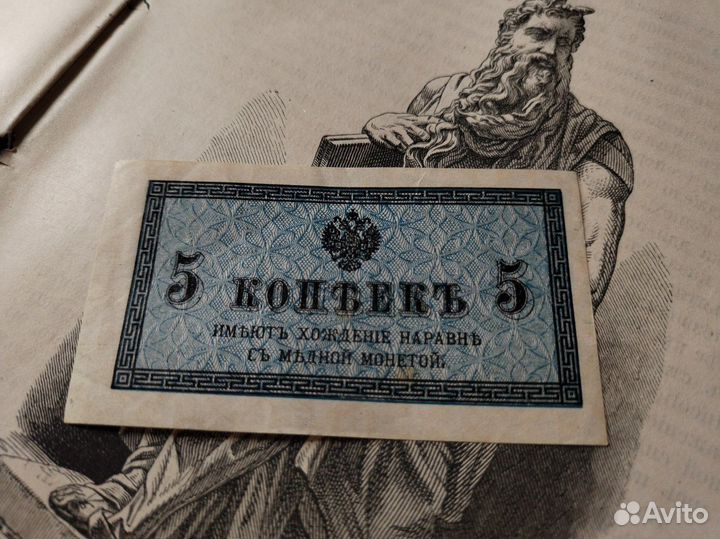 5 КОПѢЕКЪ 5
ИМѢЮТЪ ХОЖДЕНІЕ НАРАВНѢ
СЪ МѢДНОЙ МОНЕТОЙ.
Avito